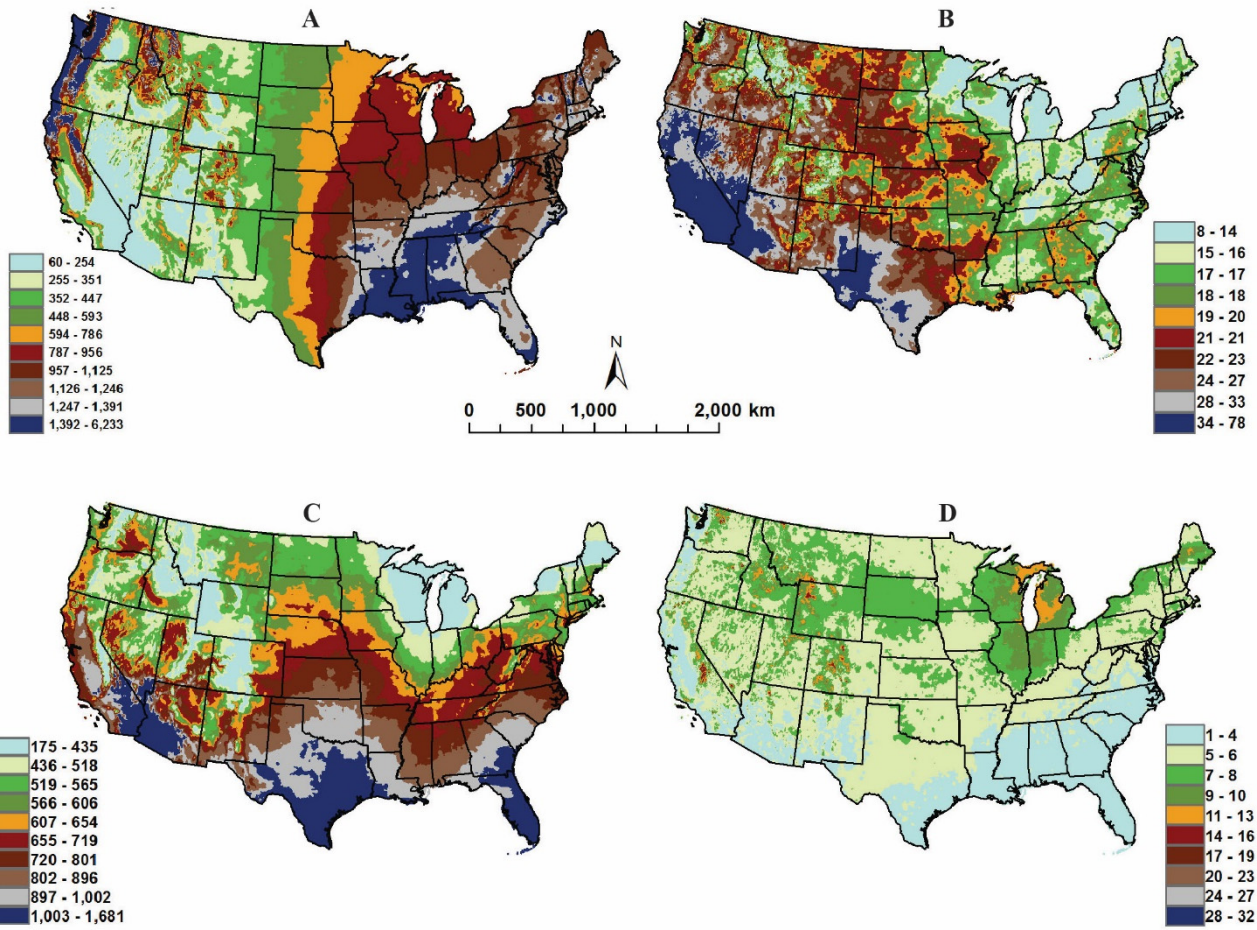 A
B
60 - 254
255 - 351
352 - 447
448 - 593
594 - 786
787 - 956
957 - 1,125
1,126 - 1,246
1,247 - 1,391
1,392 - 6,233
N
0 500 1,000 2,000 km
8 - 14
15 - 16
17 - 17
18 - 18
19 - 20
21 - 21
22 - 23
24 - 27
28 - 33
34 - 78
C
D
175 - 435
436 - 518
519 - 565
566 - 606
607 - 654
655 - 719
720 - 801
802 - 896
897 - 1,002
1,003 - 1,681
1 - 4
5 - 6
7 - 8
9 - 10
11 - 13
14 - 16
17 - 19
20 - 23
24 - 27
28 - 32